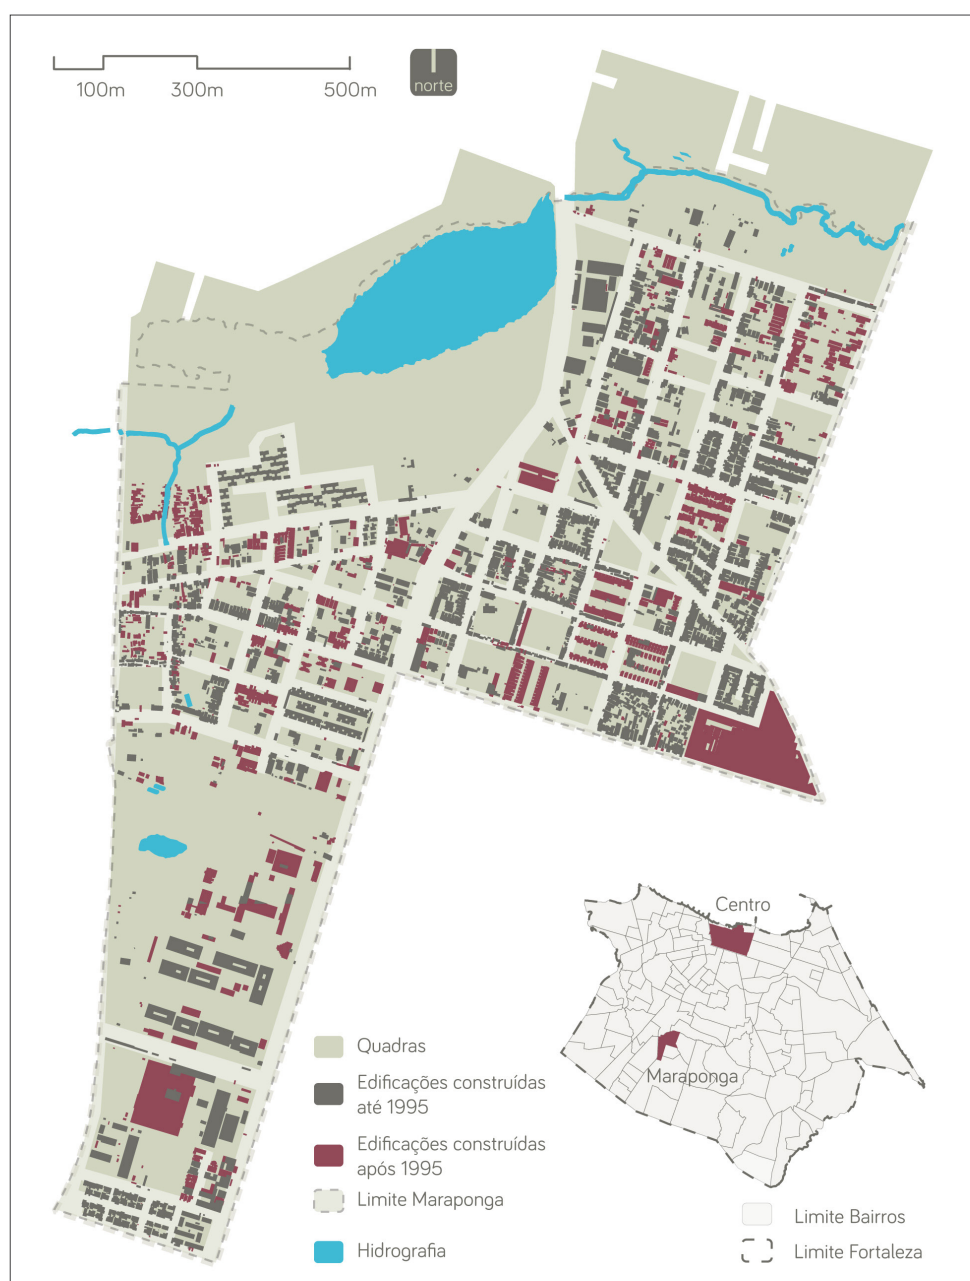 100m
300m
500m
norte
Centro
Maraponga
Quadras
Edificações construídas
até 1995
Edificações construídas
após 1995
Limite Maraponga
Hidrografia
Limite Bairros
Limite Fortaleza